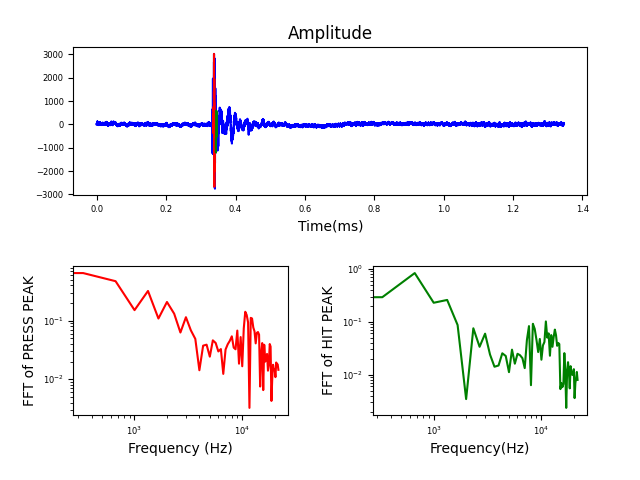 Amplitude
3000
2000
1000
0
−1000
−2000
−3000
0.0 0.2 0.4 0.6 0.8 1.0 1.2 1.4
Time(ms)
FFT of PRESS PEAK
10⁻¹
10⁻²
10³ 10⁴
Frequency (Hz)
FFT of HIT PEAK
10⁰
10⁻¹
10⁻²
10³ 10⁴
Frequency(Hz)